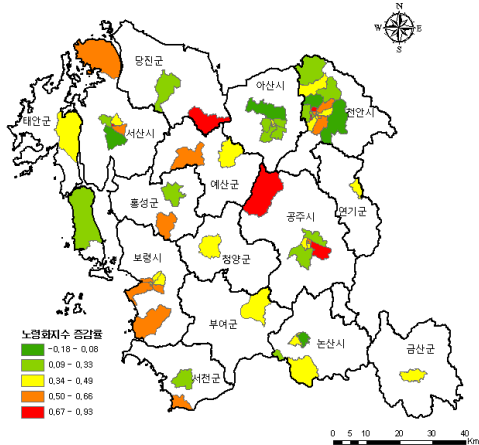 N
W E
S
당진군
아산시
천안시
태안군
서산시
예산군
홍성군
공주시
연기군
보령시
청양군
부여군
논산시
금산군
서천군
노령화지수 증감률
-0,18 - 0,08
0,09 - 0,33
0,34 - 0,49
0,50 - 0,66
0,67 - 0,93
0 5 10 20 30 40
Km